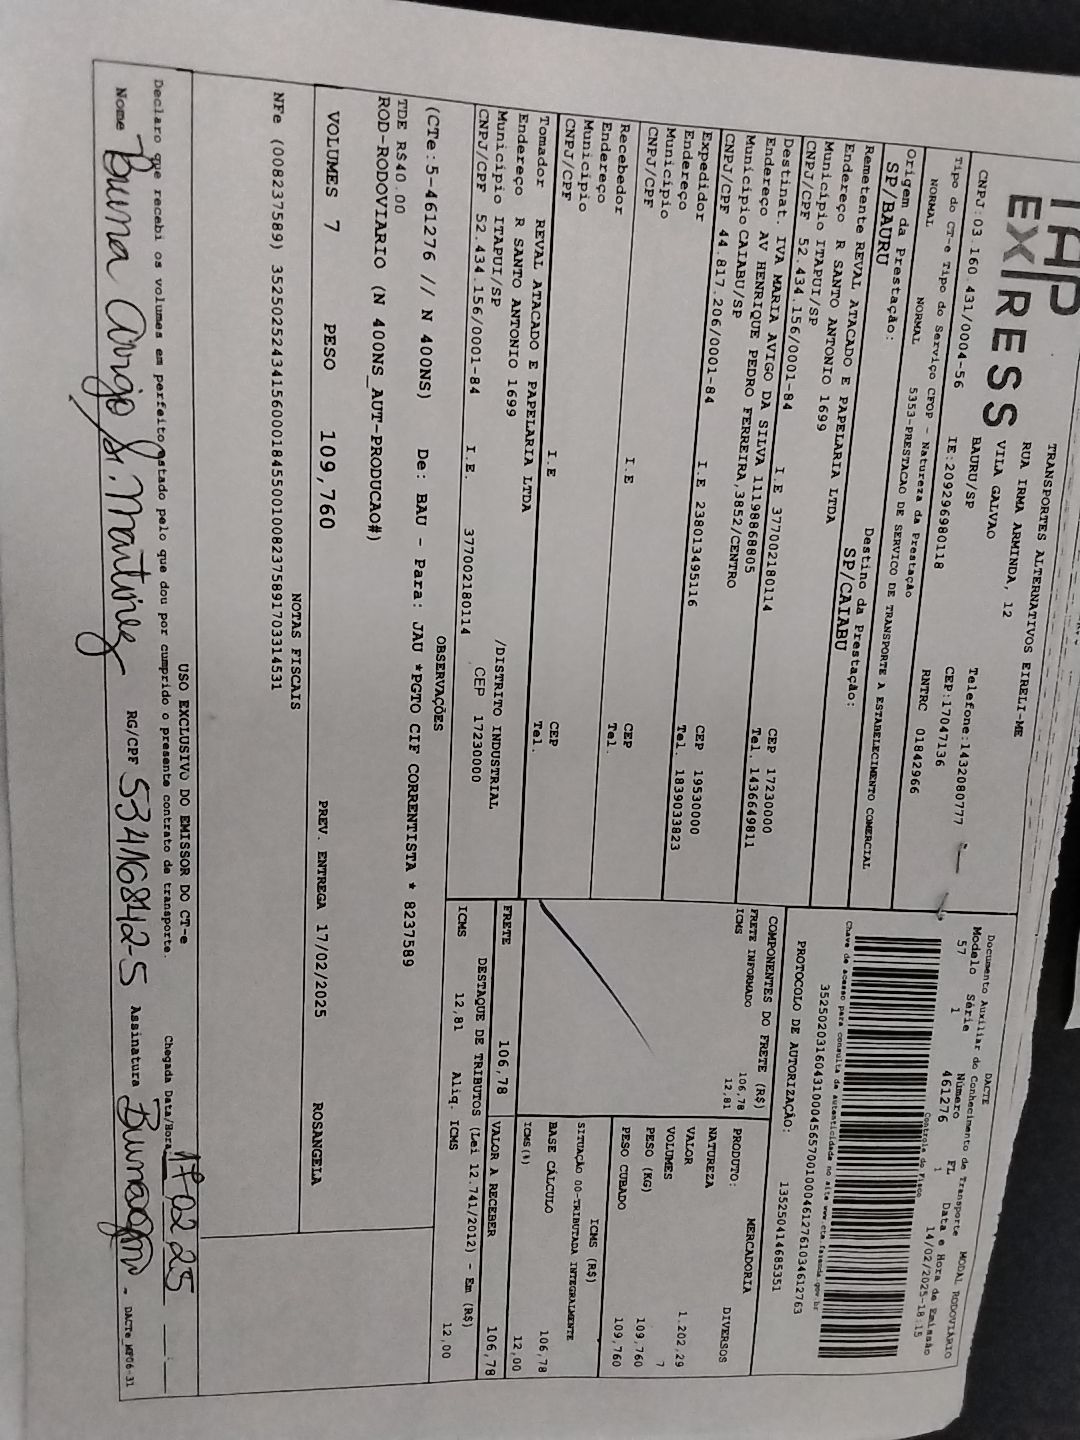 TAP
EXPRESS
TRANSPORTES ALTERNATIVOS EIRELI-ME
RUA IRMA ARMINDA, 12
VILA GALVAO
BAURU/SP
Telefone:1432080777
CEP:17047136
CNPJ:03.160.431/0004-56
IE:209296980118
RNTRC 01842966
Tipo do CT-e Tipo do Serviço CFOP - Natureza da Prestação
NORMAL NORMAL 5353-PRESTACAO DE SERVICO DE TRANSPORTE A ESTABELECIMENTO COMERCIAL
Origem da Prestação: Destino da Prestação:
SP/BAURU SP/CAIABU
Remetente REVAL ATACADO E PAPELARIA LTDA
Endereço R SANTO ANTONIO 1699
Município ITAPUI/SP CEP 17230000
CNPJ/CPF 52.434.156/0001-84 I.E 377002180114 Tel. 1436649811
Destinat. IVA MARIA AVIGO DA SILVA 11198868805
Endereço AV HENRIQUE PEDRO FERREIRA,3852/CENTRO
Município CAIABU/SP CEP 19530000
CNPJ/CPF 44.817.206/0001-84 I.E 238013495116 Tel. 1839033823
Expedidor
Endereço
Município CEP
CNPJ/CPF I.E Tel.
Recebedor
Endereço
Município CEP
CNPJ/CPF I.E Tel.
Tomador REVAL ATACADO E PAPELARIA LTDA
Endereço R SANTO ANTONIO 1699 /DISTRITO INDUSTRIAL
Município ITAPUI/SP CEP 17230000
CNPJ/CPF 52.434.156/0001-84 I.E. 377002180114
DACTE MODAL RODOVIÁRIO
Documento Auxiliar do Conhecimento de Transporte
Modelo Série Número FL Data e Hora de Emissão
57 1 461276 1 14/02/2025-18:15
Controle do Fisco
Chave de acesso para consulta de autenticidade no site www.cte.fazenda.gov.br
35250203160431000456570010004612761034612763
PROTOCOLO DE AUTORIZAÇÃO: 135250414685351
COMPONENTES DO FRETE (R$)
FRETE INFORMADO 106,78
ICMS 12,81
PRODUTO: MERCADORIA
NATUREZA DIVERSOS
VALOR 1.202,29
VOLUMES 7
PESO (KG) 109,760
PESO CUBADO 109,760
ICMS (R$)
SITUAÇÃO 00-TRIBUTADA INTEGRALMENTE
BASE CÁLCULO 106,78
ICMS(%) 12,00
FRETE 106,78 VALOR A RECEBER 106,78
DESTAQUE DE TRIBUTOS (Lei 12.741/2012) - Em (R$)
ICMS 12,81 Aliq. ICMS 12,00
OBSERVAÇÕES
(CTe:5-461276 // N 400NS) De: BAU - Para: JAU *PGTO CIF CORRENTISTA * 8237589
TDE R$40.00
ROD-RODOVIARIO (N 400NS_AUT-PRODUCAO#)
VOLUMES 7 PESO 109,760 PREV. ENTREGA 17/02/2025 ROSANGELA
NOTAS FISCAIS
NFe (008237589) 35250252434156000184550010082375891703314531
USO EXCLUSIVO DO EMISSOR DO CT-e
Declaro que recebi os volumes em perfeito estado pelo que dou por cumprido o presente contrato de transporte. Chegada Data/Hora 17 02 25
Nome Bruna RG/CPF 53416842-5 Assinatura - DACTe_MP06-31